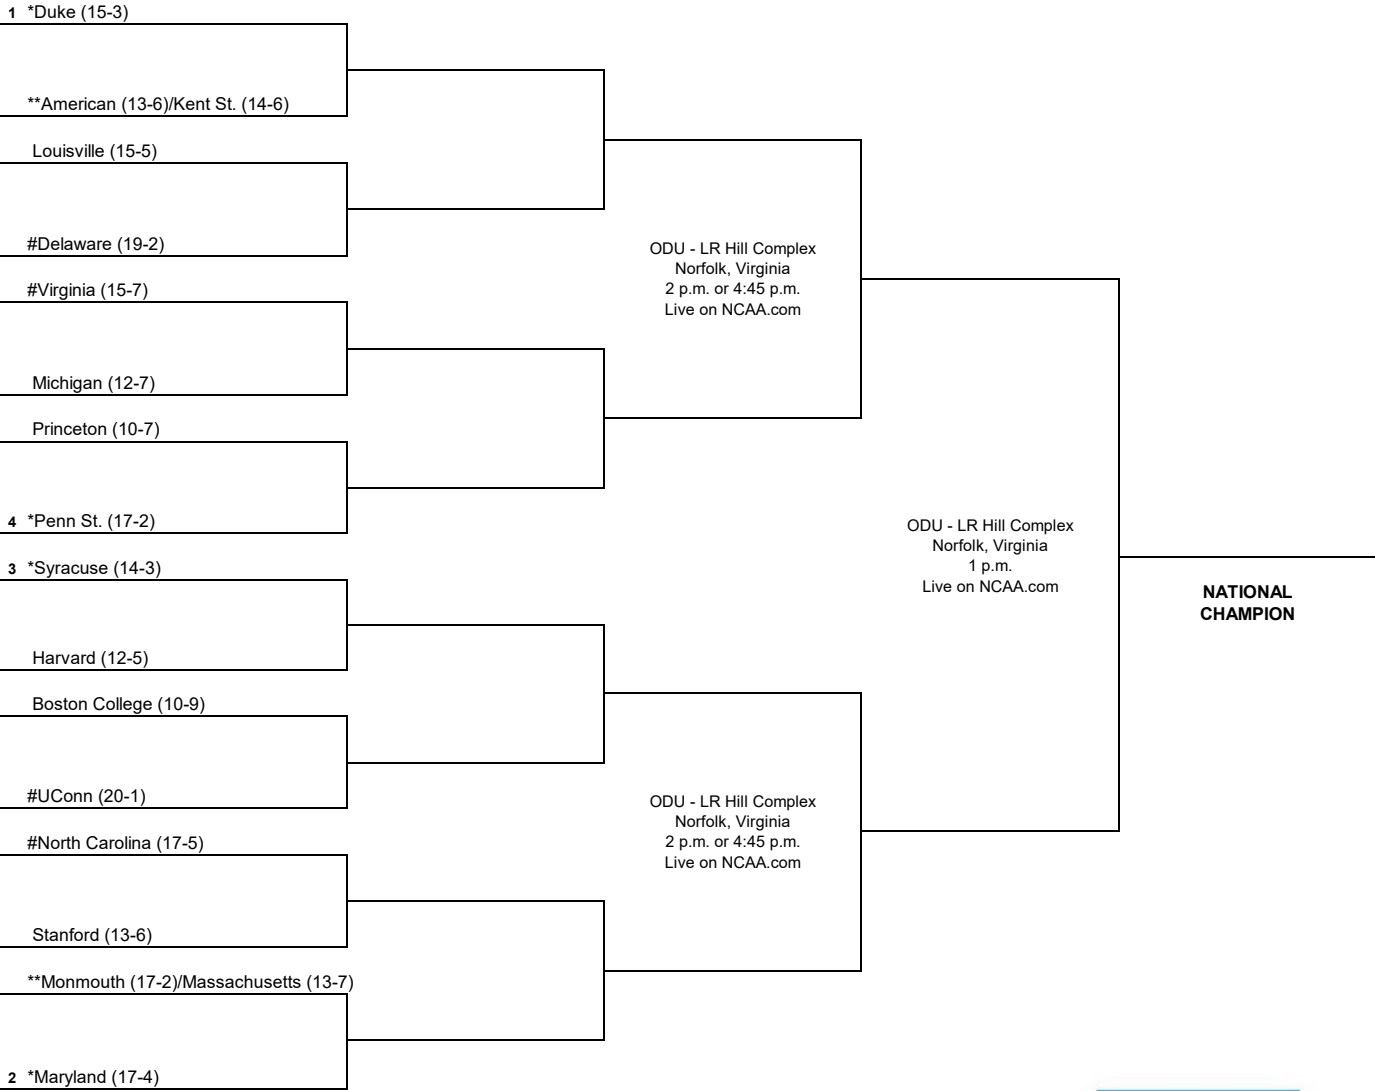 1 *Duke (15-3)
**American (13-6)/Kent St. (14-6)
Louisville (15-5)
#Delaware (19-2)
#Virginia (15-7)
Michigan (12-7)
Princeton (10-7)
4 *Penn St. (17-2)
3 *Syracuse (14-3)
Harvard (12-5)
Boston College (10-9)
#UConn (20-1)
#North Carolina (17-5)
Stanford (13-6)
**Monmouth (17-2)/Massachusetts (13-7)
2 *Maryland (17-4)
ODU - LR Hill Complex
Norfolk, Virginia
2 p.m. or 4:45 p.m.
Live on NCAA.com
ODU - LR Hill Complex
Norfolk, Virginia
2 p.m. or 4:45 p.m.
Live on NCAA.com
ODU - LR Hill Complex
Norfolk, Virginia
1 p.m.
Live on NCAA.com
NATIONAL
CHAMPION